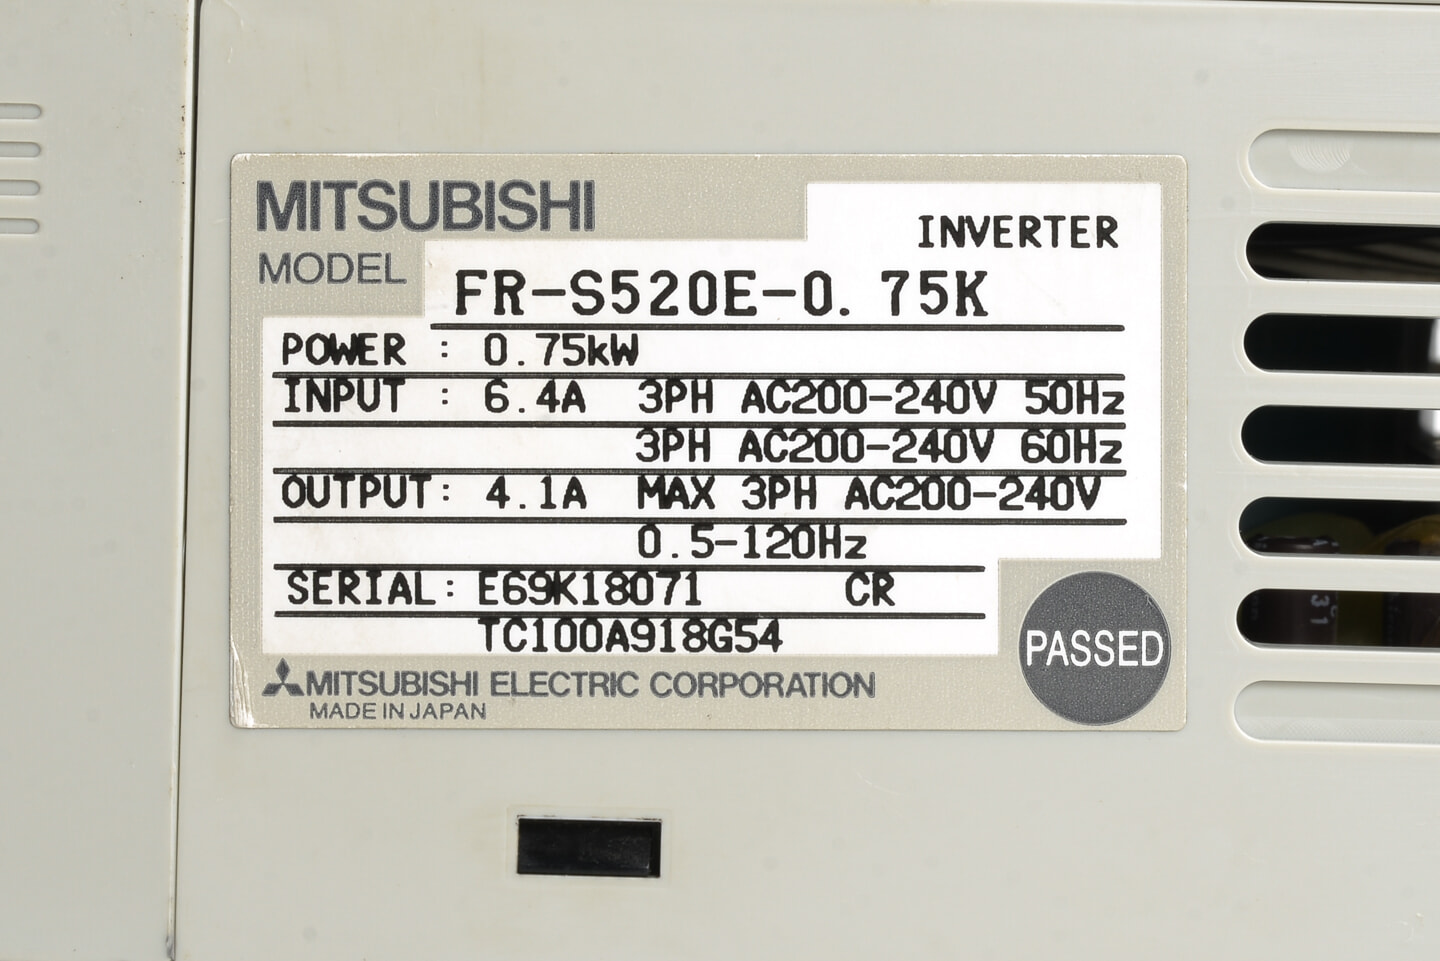 MITSUBISHI
INVERTER
MODEL FR-S520E-0.75K
POWER : 0.75kW
INPUT : 6.4A 3PH AC200-240V 50Hz
3PH AC200-240V 60Hz
OUTPUT: 4.1A MAX 3PH AC200-240V
0.5-120Hz
SERIAL: E69K18071 CR
TC100A918G54
PASSED
MITSUBISHI ELECTRIC CORPORATION
MADE IN JAPAN